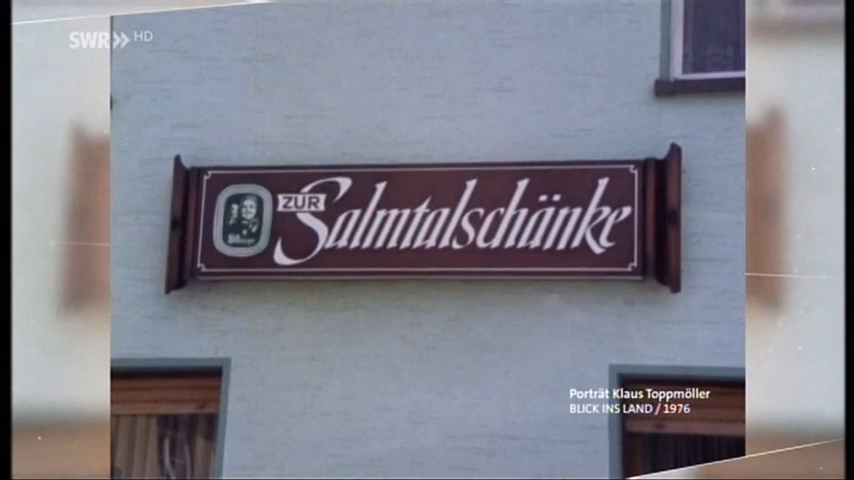 SWR HD
ZUR
Salmtalschänke
Porträt Klaus Toppmöller
BLICK INS LAND / 1976